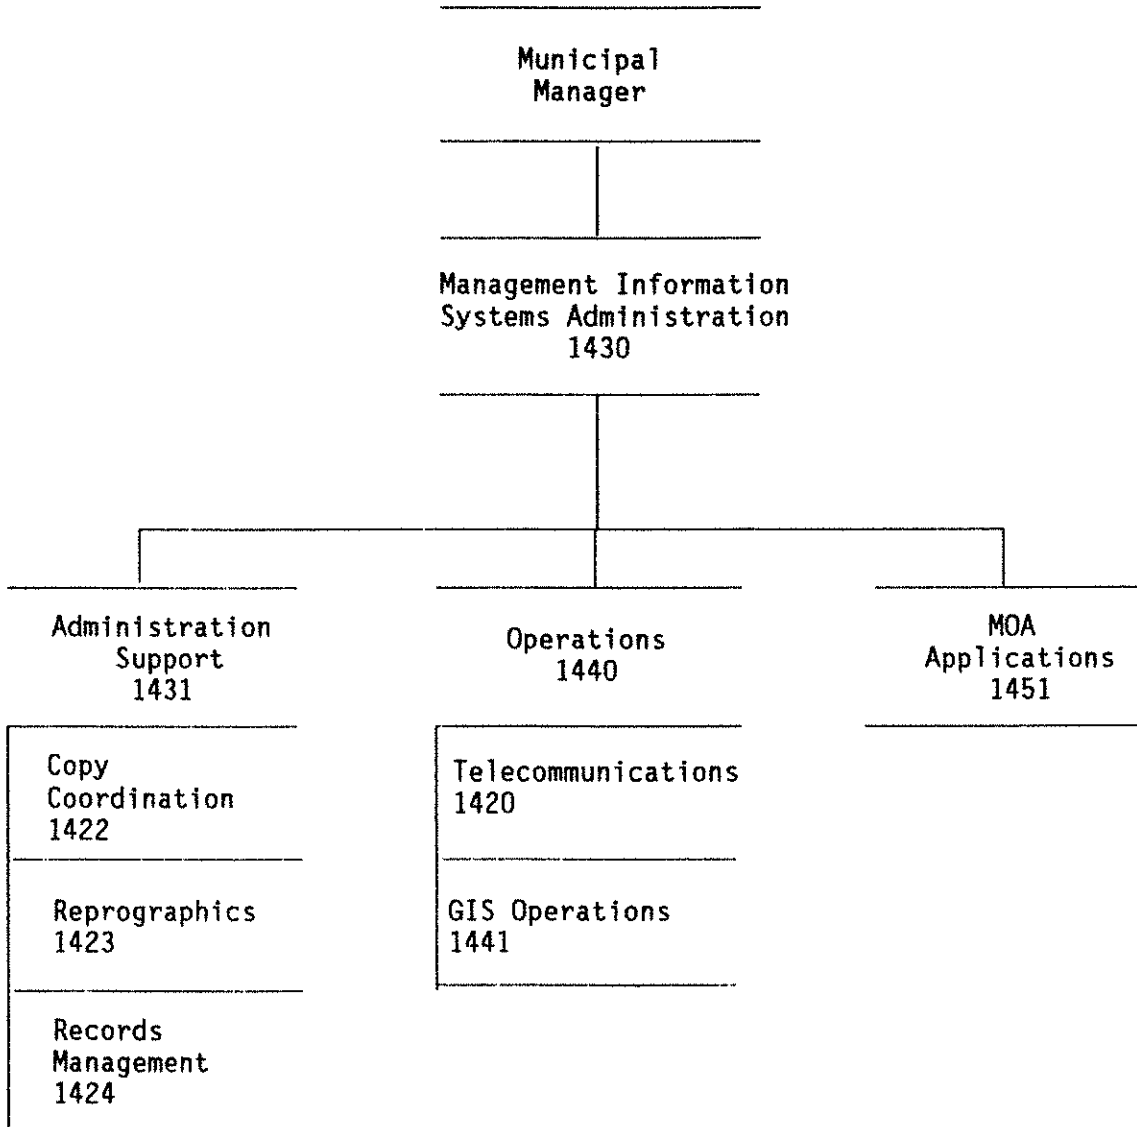 Municipal
Manager
Management Information
Systems Administration
1430
Administration
Support
1431
Operations
1440
MOA
Applications
1451
Copy
Coordination
1422
Reprographics
1423
Records
Management
1424
Telecommunications
1420
GIS Operations
1441